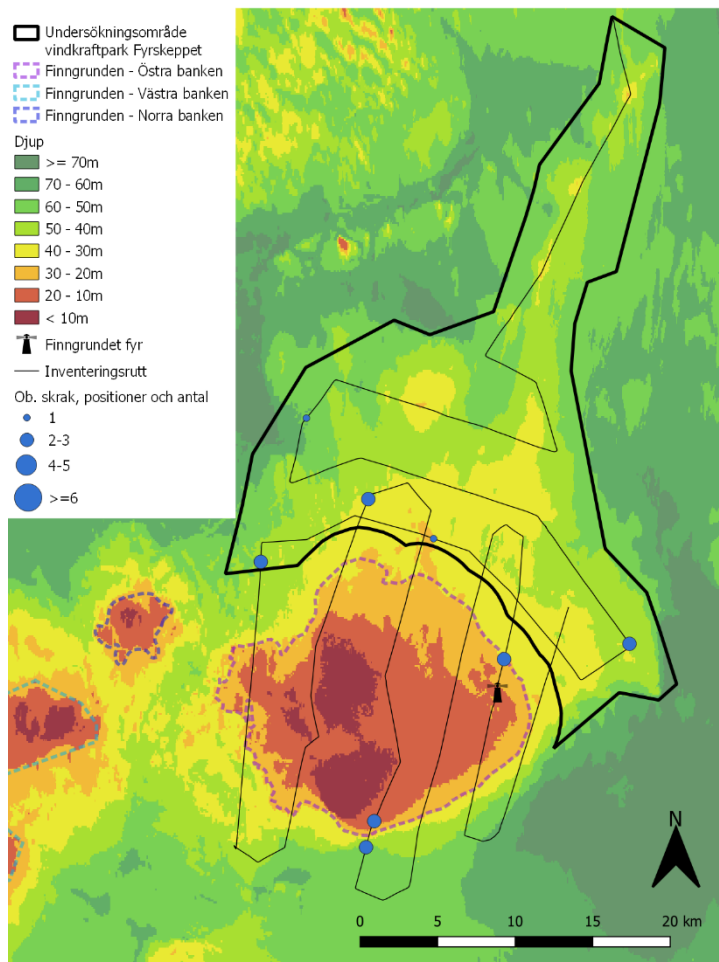 Undersökningsområde
vindkraftpark Fyrskeppet
Finngrunden - Östra banken
Finngrunden - Västra banken
Finngrunden - Norra banken
Djup
>= 70m
70 - 60m
60 - 50m
50 - 40m
40 - 30m
30 - 20m
20 - 10m
< 10m
Finngrundet fyr
Inventeringsrutt
Ob. skrak, positioner och antal
1
2-3
4-5
>=6
N
0 5 10 15 20 km